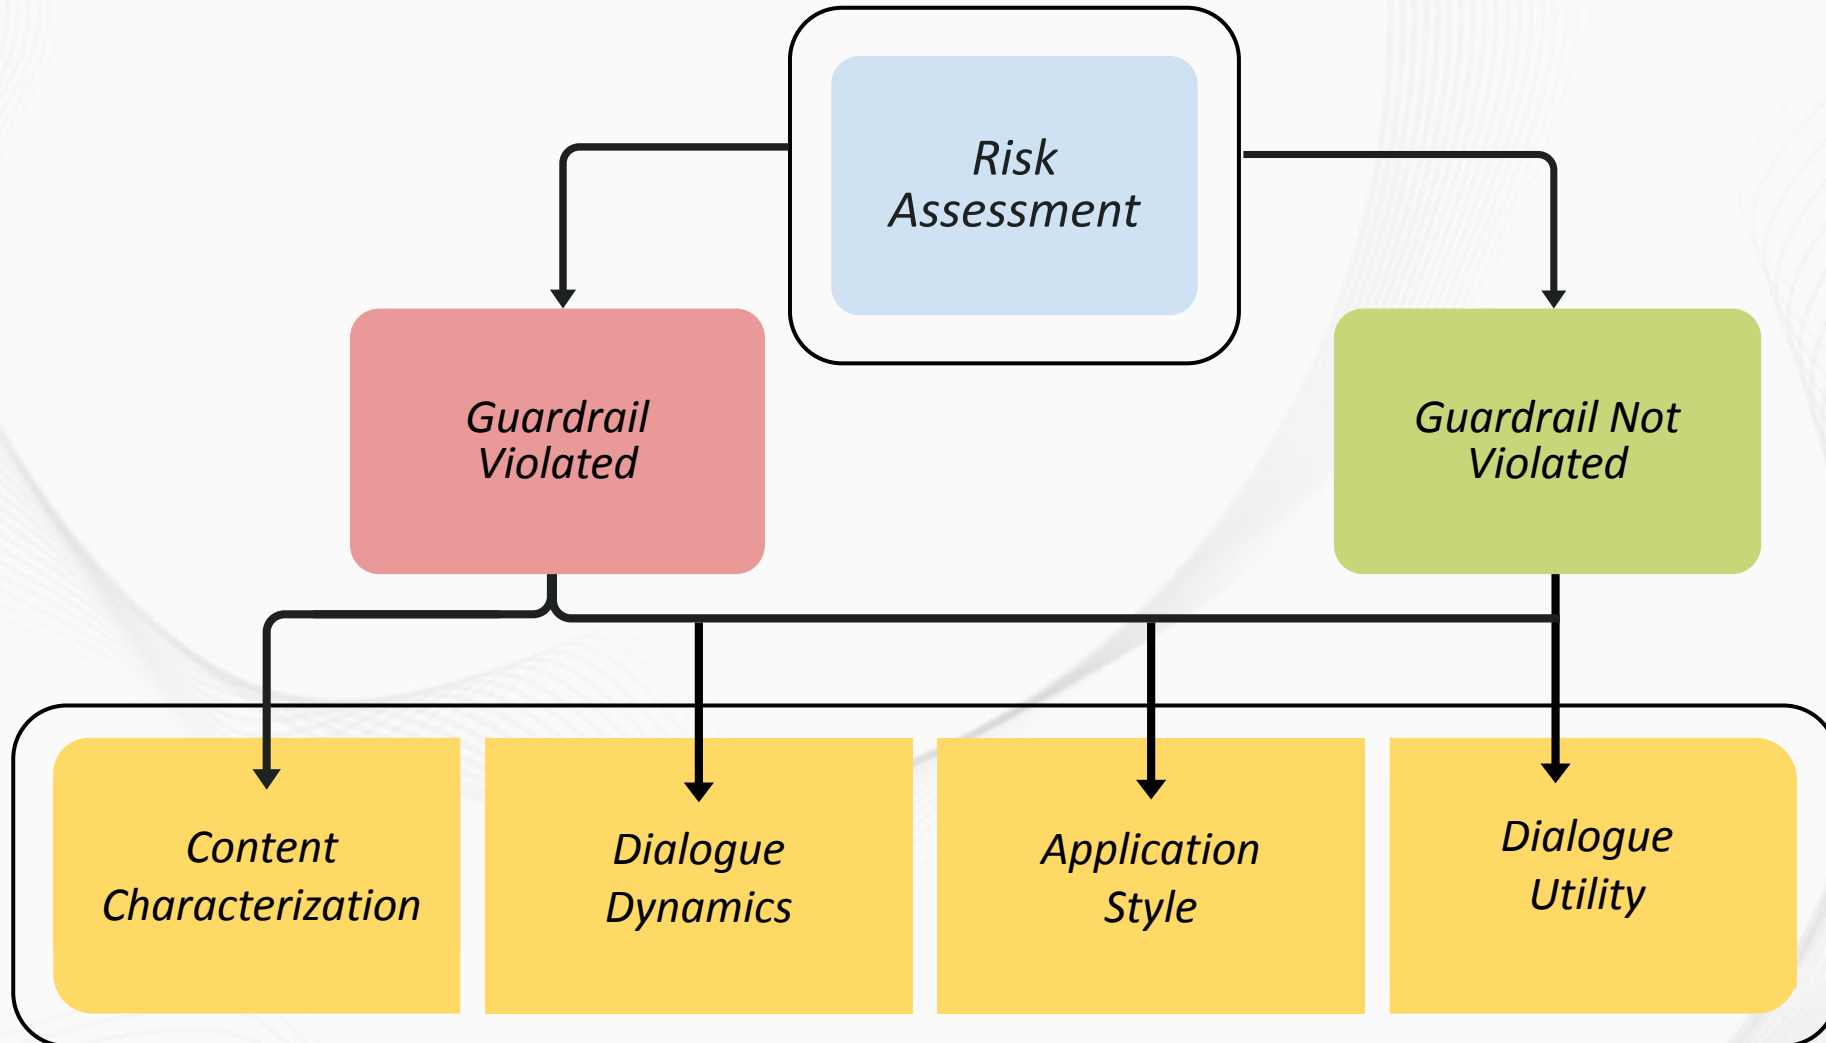 Risk
Assessment
Guardrail
Violated
Guardrail Not
Violated
Content
Characterization
Dialogue
Dynamics
Application
Style
Dialogue
Utility